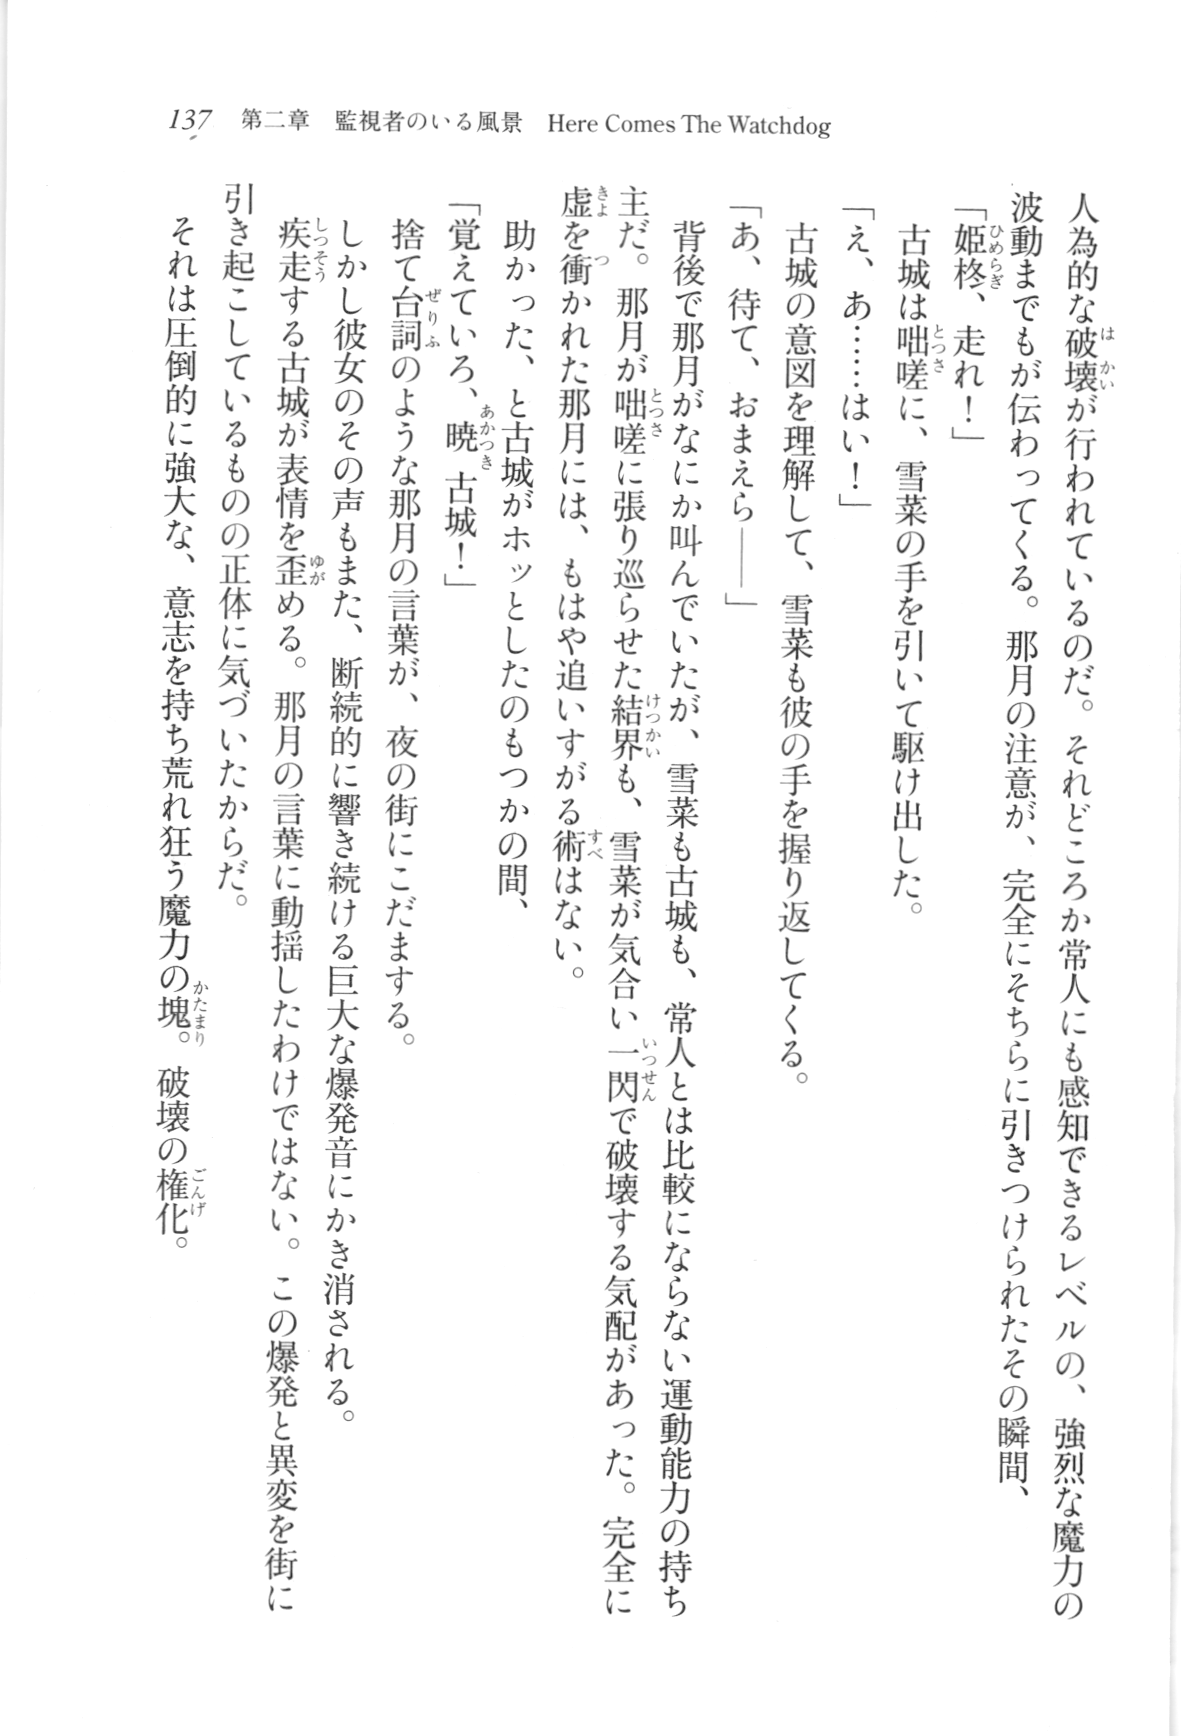 137　第二章　監視者のいる風景　Here Comes The Watchdog
人為的な破壊が行われているのだ。それどころか常人にも感知できるレベルの、強烈な魔力の
波動までもが伝わってくる。那月の注意が、完全にそちらに引きつけられたその瞬間、
「姫柊、走れ！」
古城は咄嗟に、雪菜の手を引いて駆け出した。
「え、あ……はい！」
古城の意図を理解して、雪菜も彼の手を握り返してくる。
「あ、待て、おまえら――」
背後で那月がなにか叫んでいたが、雪菜も古城も、常人とは比較にならない運動能力の持ち
主だ。那月が咄嗟に張り巡らせた結界も、雪菜が気合い一閃で破壊する気配があった。完全に
虚を衝かれた那月には、もはや追いすがる術はない。
助かった、と古城がホッとしたのもつかの間、
「覚えていろ、暁 古城！」
捨て台詞のような那月の言葉が、夜の街にこだまする。
しかし彼女のその声もまた、断続的に響き続ける巨大な爆発音にかき消される。
疾走する古城が表情を歪める。那月の言葉に動揺したわけではない。この爆発と異変を街に
引き起こしているものの正体に気づいたからだ。
それは圧倒的に強大な、意志を持ち荒れ狂う魔力の塊。破壊の権化。